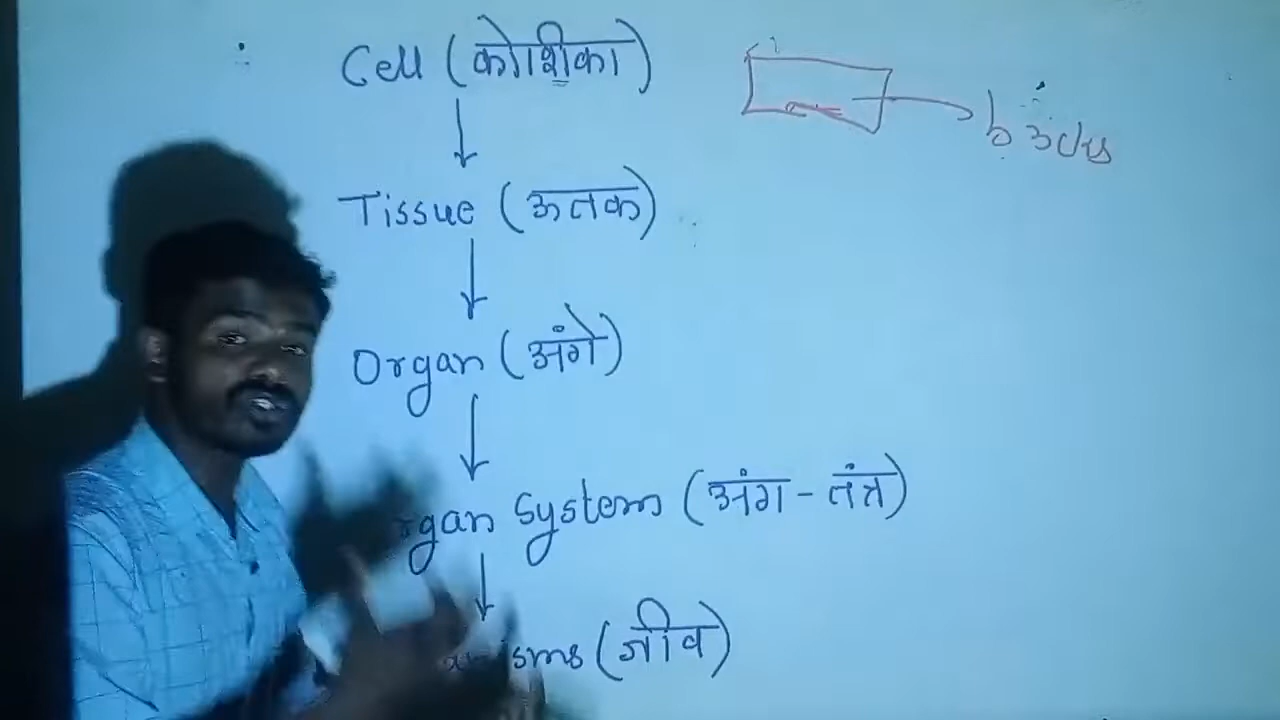 Cell (कोशिका)
Tissue (ऊतक)
Organ (अंगे)
Organ System (अंग-तंत्र)
(जीव)